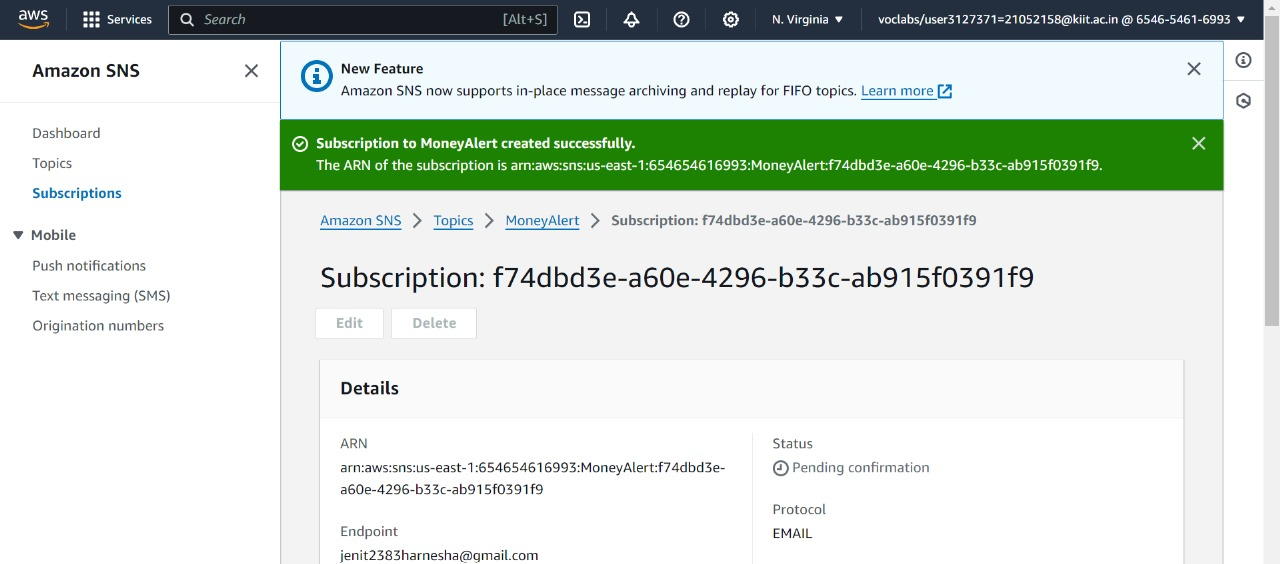 aws Services Search [Alt+S] N. Virginia voclabs/user3127371=21052158@kiit.ac.in @ 6546-5461-6993
Amazon SNS
Dashboard
Topics
Subscriptions
Mobile
Push notifications
Text messaging (SMS)
Origination numbers
New Feature
Amazon SNS now supports in-place message archiving and replay for FIFO topics. Learn more
Subscription to MoneyAlert created successfully.
The ARN of the subscription is arn:aws:sns:us-east-1:654654616993:MoneyAlert:f74dbd3e-a60e-4296-b33c-ab915f0391f9.
Amazon SNS Topics MoneyAlert Subscription: f74dbd3e-a60e-4296-b33c-ab915f0391f9
Subscription: f74dbd3e-a60e-4296-b33c-ab915f0391f9
Edit Delete
Details
ARN
arn:aws:sns:us-east-1:654654616993:MoneyAlert:f74dbd3e-
a60e-4296-b33c-ab915f0391f9
Endpoint
jenit2383harnesha@gmail.com
Status
Pending confirmation
Protocol
EMAIL